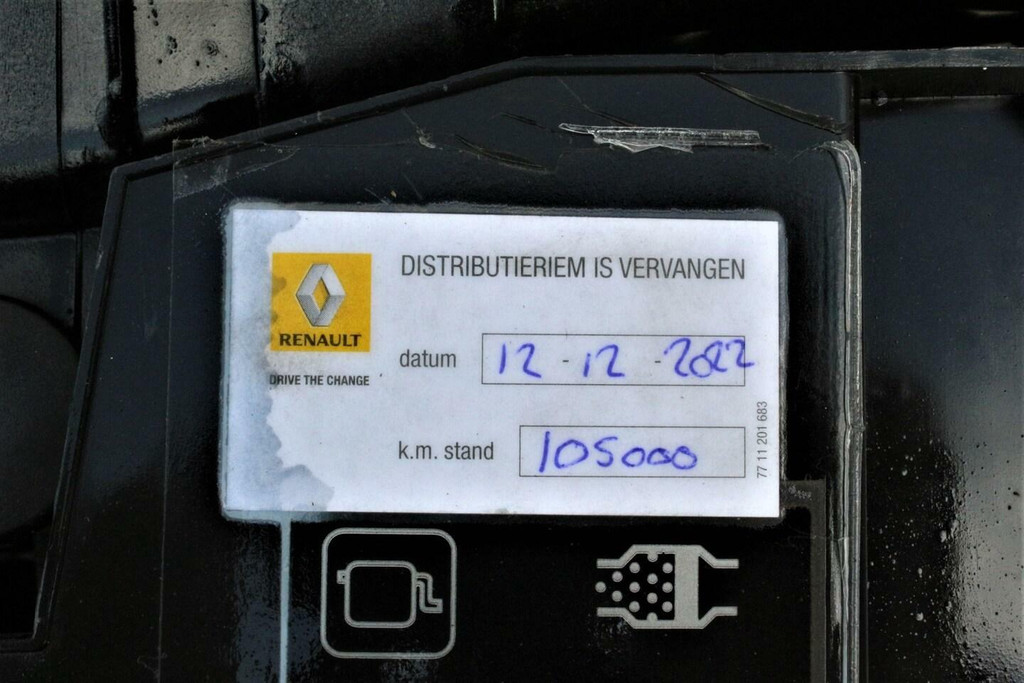 RENAULT
DRIVE THE CHANGE
DISTRIBUTIERIEM IS VERVANGEN
datum 12 - 12 - 2022
k.m. stand 105000
77 11 201 683